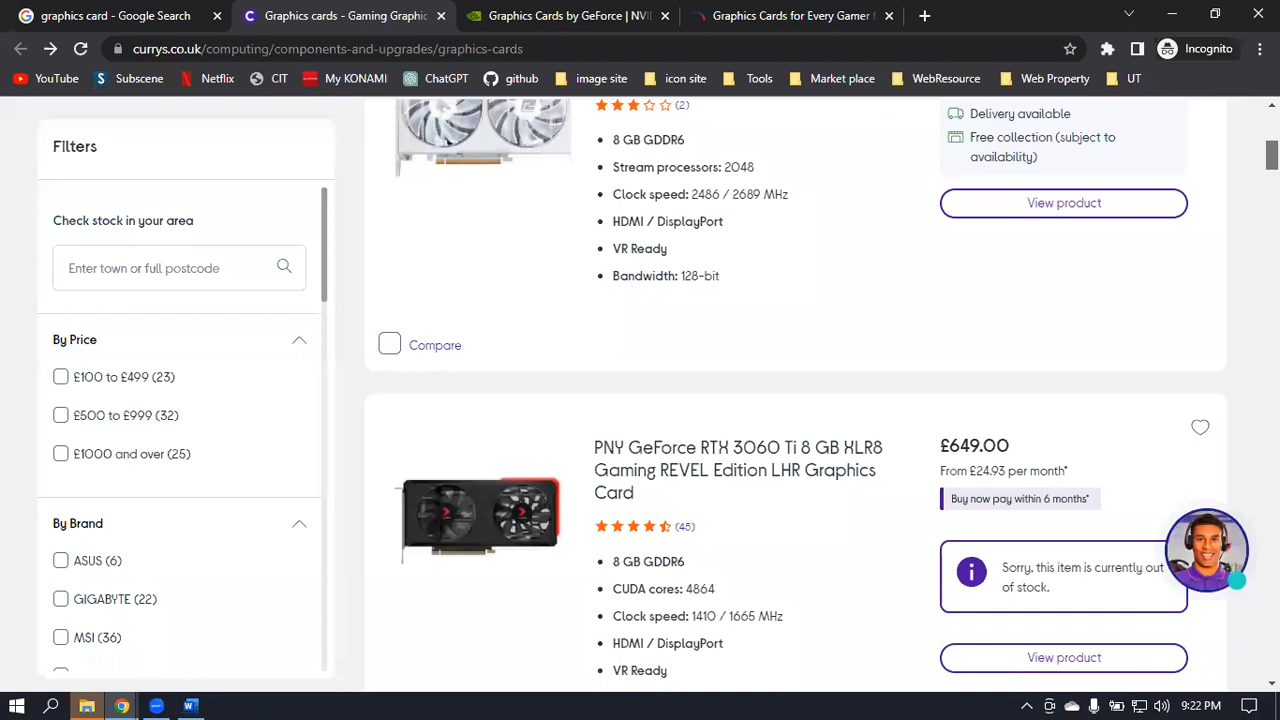 gpu - Google Search
Graphics cards - Gaming Graphic
Graphics Cards by GeForce | NVI
Graphics Cards for Every Gamer
currys.co.uk/computing/components-and-upgrades/graphics-cards
Incognito
YouTube
Subscene
Netflix
CIT
My KONAMI
ChatGPT
github
image site
icon site
Tools
Market place
WebResource
Web Property
UT
Filters
Check stock in your area
Enter town or full postcode
By Price
£100 to £499 (23)
£500 to £999 (32)
£1000 and over (25)
By Brand
ASUS (6)
GIGABYTE (22)
MSI (36)
(2)
8 GB GDDR6
Stream processors: 2048
Clock speed: 2486 / 2689 MHz
HDMI / DisplayPort
VR Ready
Bandwidth: 128-bit
Delivery available
Free collection (subject to
availability)
View product
Compare
PNY GeForce RTX 3060 Ti 8 GB XLR8
Gaming REVEL Edition LHR Graphics
Card
(45)
8 GB GDDR6
CUDA cores: 4864
Clock speed: 1410 / 1665 MHz
HDMI / DisplayPort
VR Ready
£649.00
From £24.93 per month*
Buy now pay within 6 months*
Sorry, this item is currently out
of stock.
View product
9:22 PM